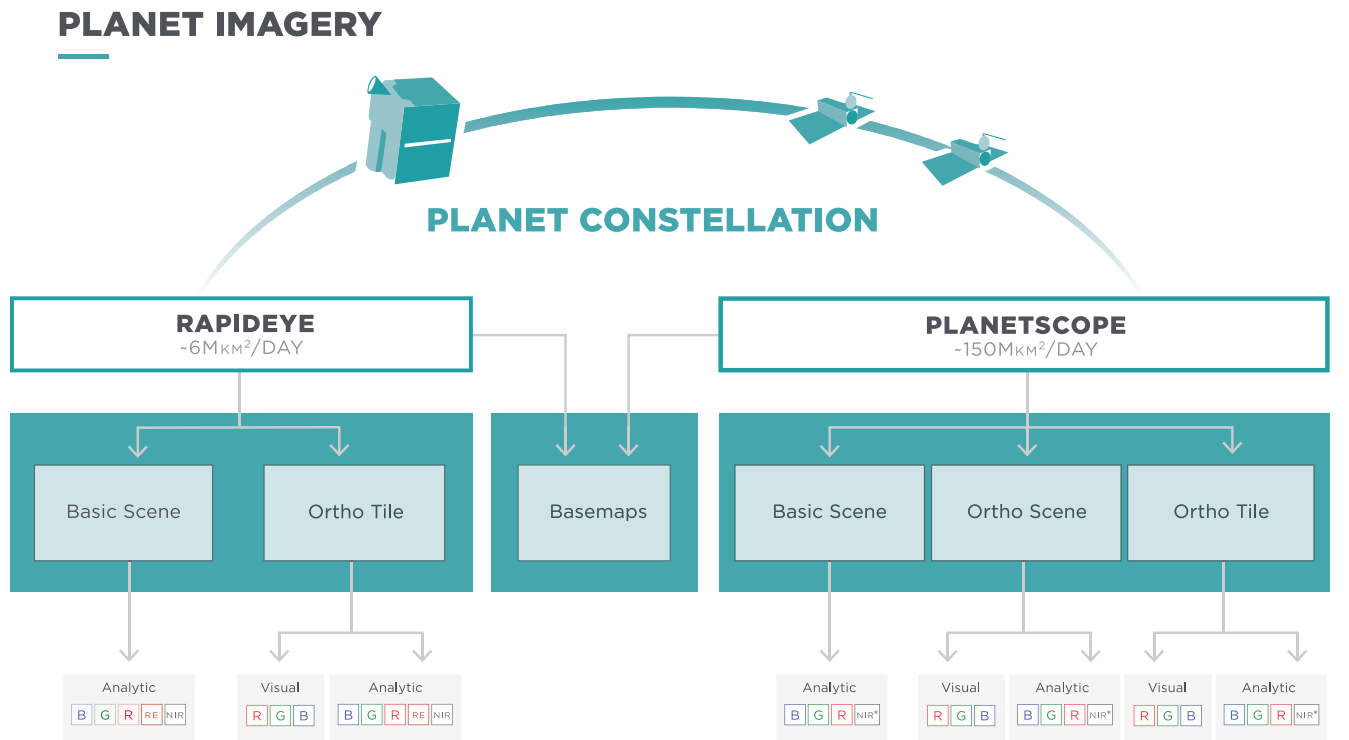 PLANET IMAGERY
PLANET CONSTELLATION
RAPIDEYE
~6MKM²/DAY
PLANETSCOPE
~150MKM²/DAY
Basic Scene
Ortho Tile
Basemaps
Basic Scene
Ortho Scene
Ortho Tile
Analytic
B G R RE NIR
Visual
R G B
Analytic
B G R RE NIR
Analytic
B G R NIR*
Visual
R G B
Analytic
B G R NIR*
Visual
R G B
Analytic
B G R NIR*